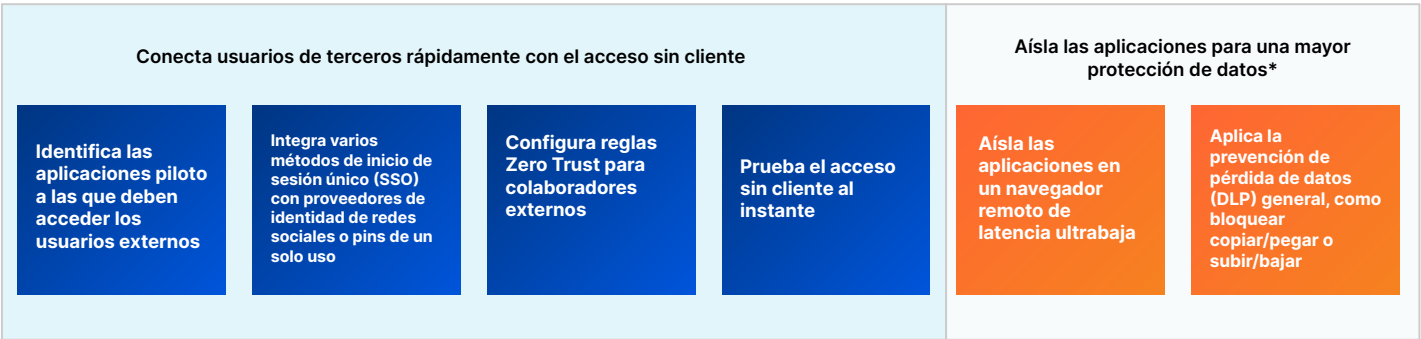 Conecta usuarios de terceros rápidamente con el acceso sin cliente
Identifica las
aplicaciones piloto
a las que deben
acceder los
usuarios externos
Integra varios
métodos de inicio de
sesión único (SSO)
con proveedores de
identidad de redes
sociales o pins de un
solo uso
Configura reglas
Zero Trust para
colaboradores
externos
Prueba el acceso
sin cliente al
instante
Aísla las aplicaciones para una mayor
protección de datos*
Aísla las
aplicaciones en
un navegador
remoto de
latencia ultrabaja
Aplica la
prevención de
pérdida de datos
(DLP) general, como
bloquear
copiar/pegar o
subir/bajar